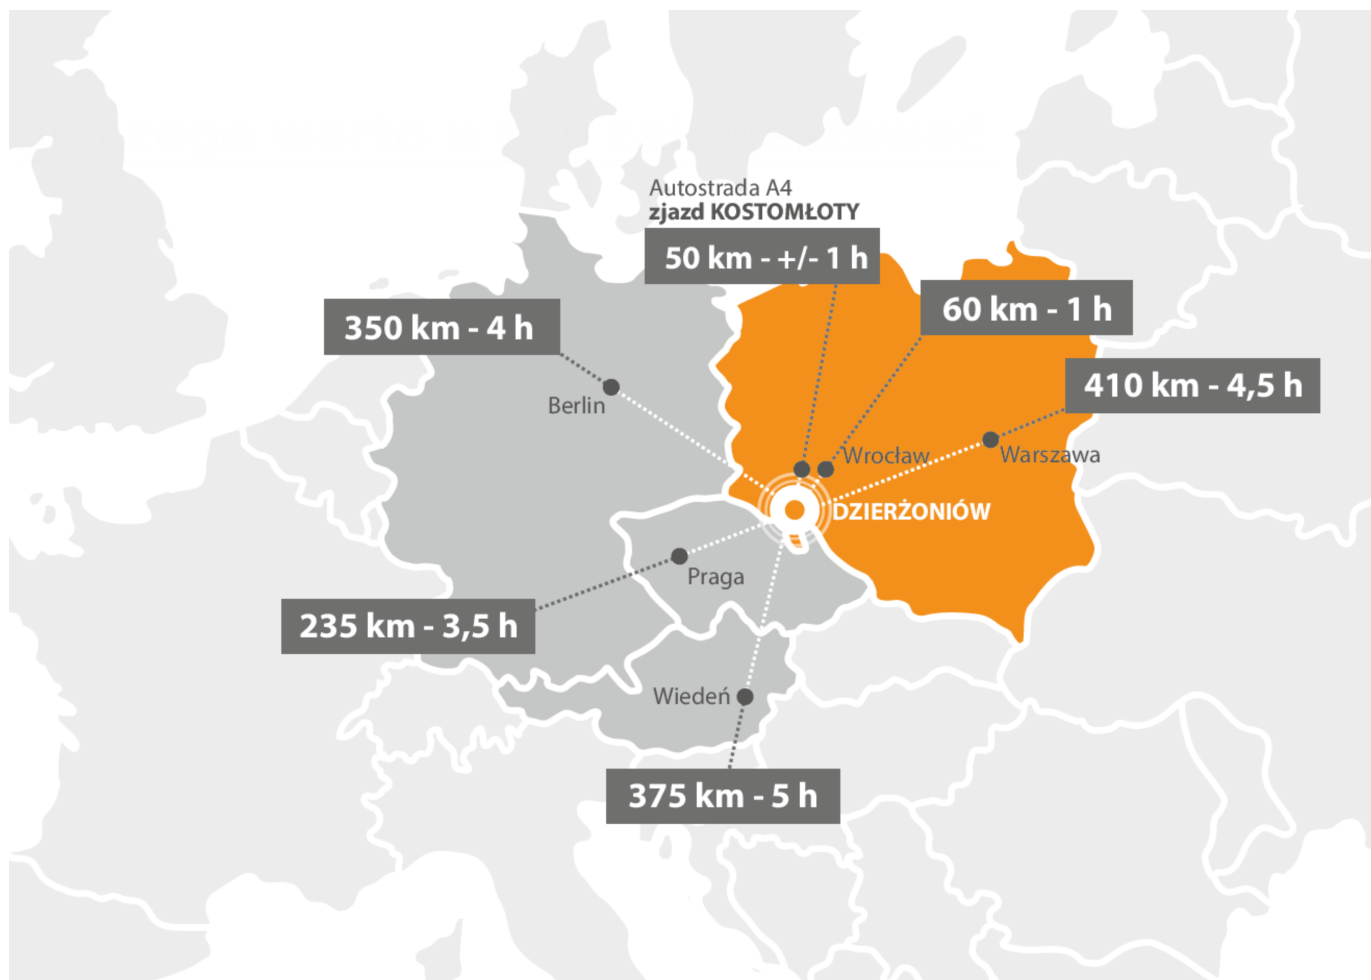 Autostrada A4
zjazd KOSTOMŁOTY
50 km - +/- 1 h
60 km - 1 h
350 km - 4 h
410 km - 4,5 h
Berlin
Wrocław
Warszawa
DZIERŻONIÓW
Praga
235 km - 3,5 h
Wiedeń
375 km - 5 h